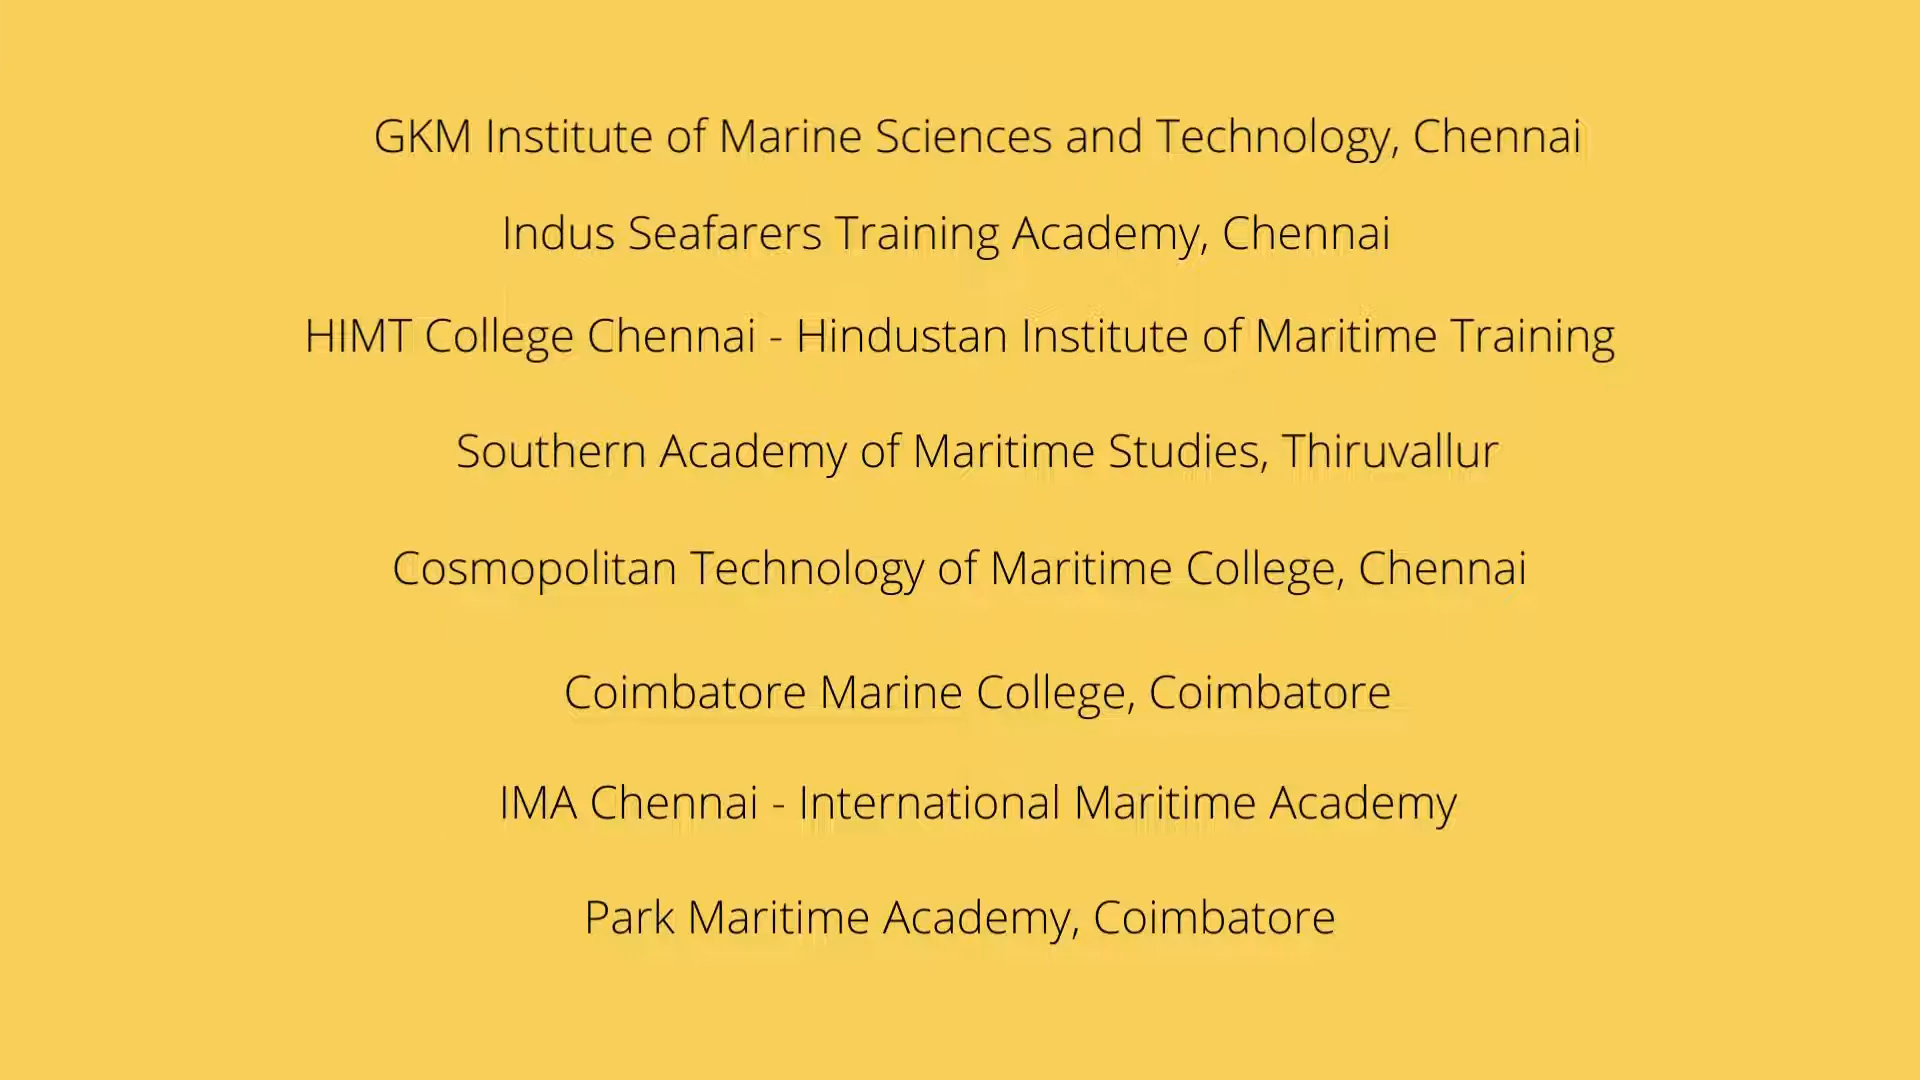 GKM Institute of Marine Sciences and Technology, Chennai
Indus Seafarers Training Academy, Chennai
HIMT College Chennai - Hindustan Institute of Maritime Training
Southern Academy of Maritime Studies, Thiruvallur
Cosmopolitan Technology of Maritime College, Chennai
Coimbatore Marine College, Coimbatore
IMA Chennai - International Maritime Academy
Park Maritime Academy, Coimbatore